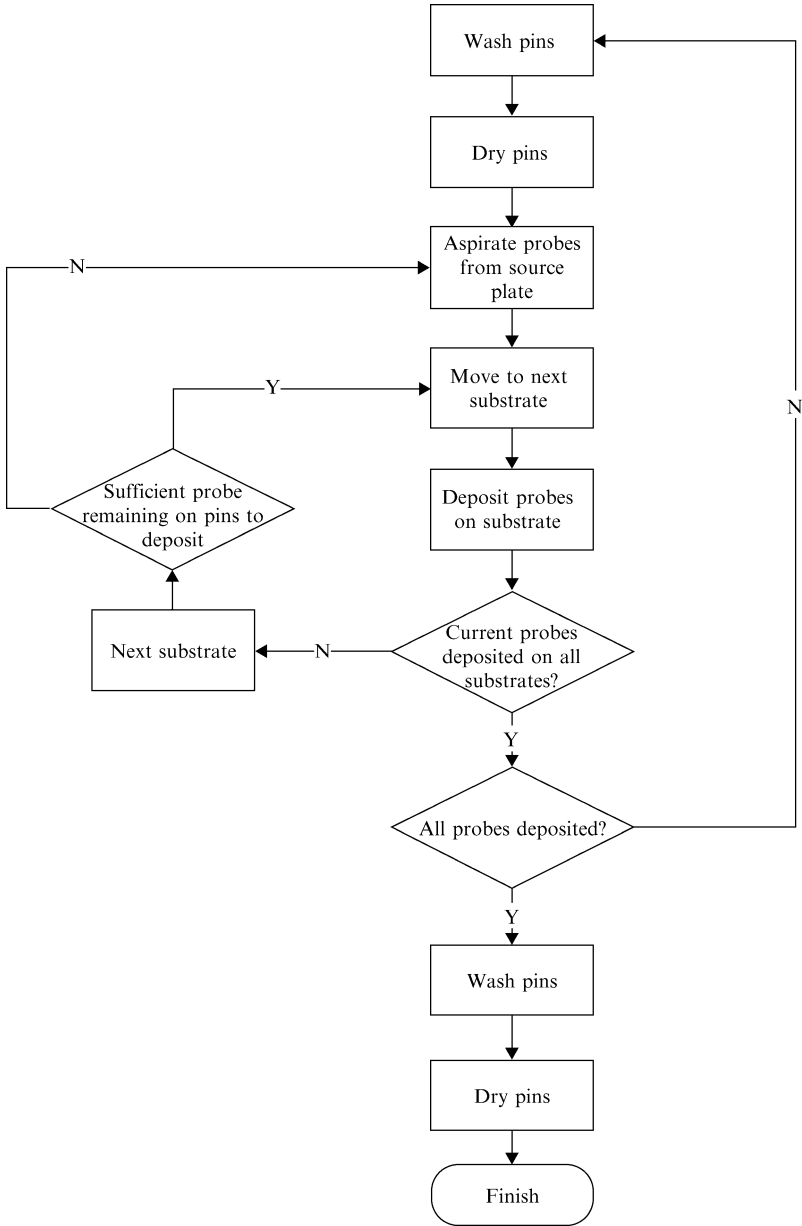 Wash pins
Dry pins
Aspirate probes
from source
plate
N
Move to next
substrate
Y
N
Sufficient probe
remaining on pins to
deposit
Deposit probes
on substrate
Next substrate
N
Current probes
deposited on all
substrates?
Y
All probes deposited?
Y
Wash pins
Dry pins
Finish